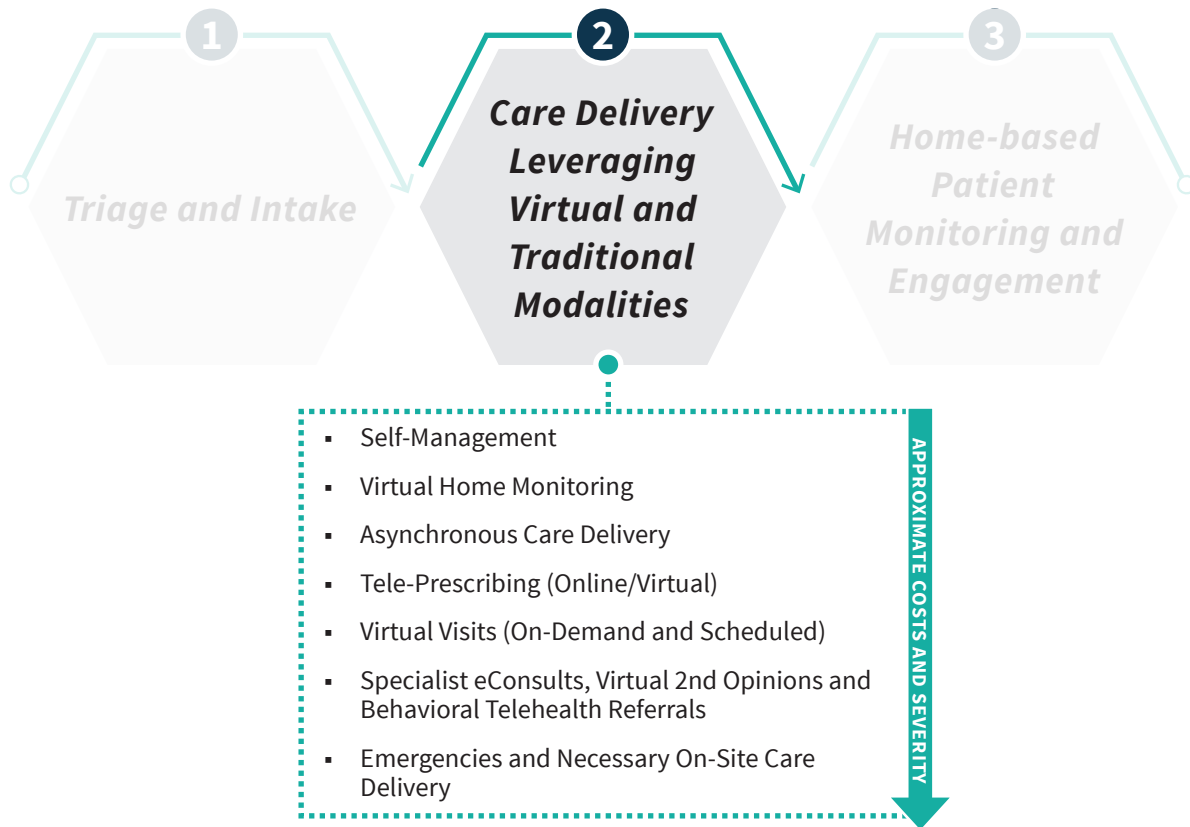 1
Triage and Intake
2
Care Delivery
Leveraging
Virtual and
Traditional
Modalities
3
Home-based
Patient
Monitoring and
Engagement
▪ Self-Management
▪ Virtual Home Monitoring
▪ Asynchronous Care Delivery
▪ Tele-Prescribing (Online/Virtual)
▪ Virtual Visits (On-Demand and Scheduled)
▪ Specialist eConsults, Virtual 2nd Opinions and
Behavioral Telehealth Referrals
▪ Emergencies and Necessary On-Site Care
Delivery
APPROXIMATE COSTS AND SEVERITY